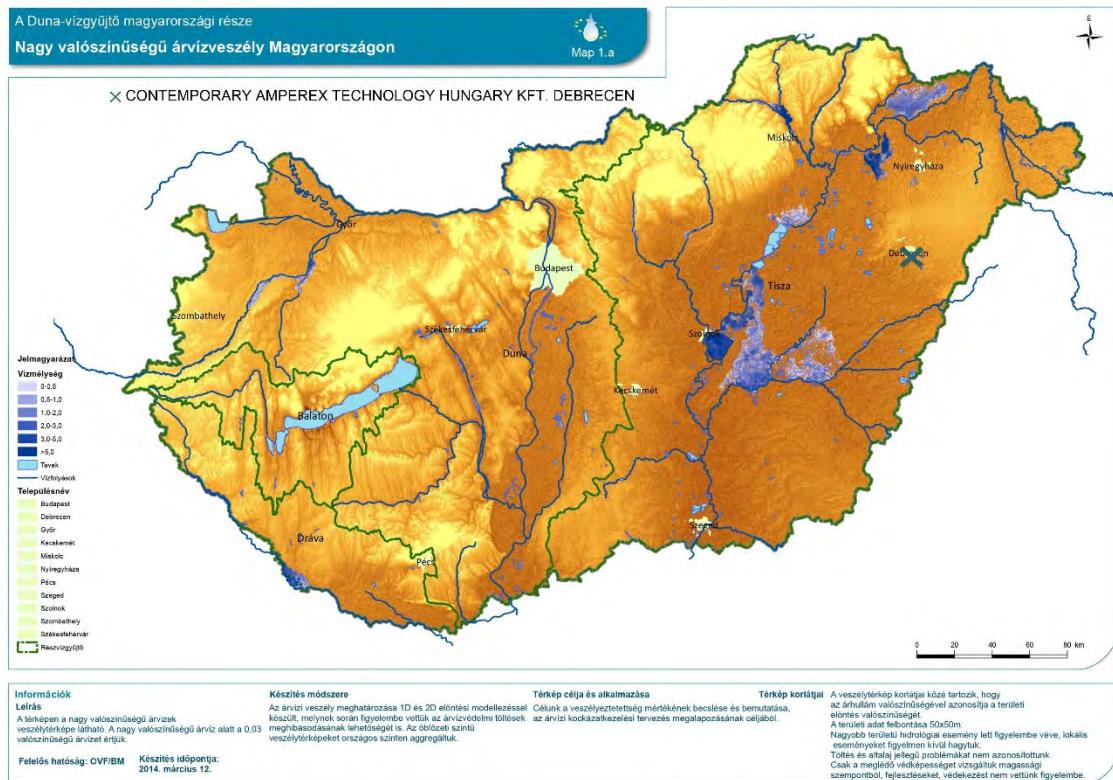 A Duna-vízgyűjtő magyarországi része
Nagy valószínűségű árvízveszély Magyarországon
Map 1.a
CONTEMPORARY AMPEREX TECHNOLOGY HUNGARY KFT. DEBRECEN
Miskolc
Nyíregyháza
Győr
Debrecen
Budapest
Tisza
Szombathely
Székesfehérvár
Szolnok
Duna
Kecskemét
Balaton
Szeged
Dráva
Pécs
Jelmagyarázat
Vízmélység
0-0,5
0,5-1,0
1,0-2,0
2,0-3,0
3,0-5,0
>5,0
Tavak
Vízfolyások
Településnév
Budapest
Debrecen
Győr
Kecskemét
Miskolc
Nyíregyháza
Pécs
Szeged
Szolnok
Szombathely
Székesfehérvár
Részvízgyűjtő
0 20 40 60 80 km
Információk
Leírás
A térképen a nagy valószínűségű árvizek
veszélytérképe látható. A nagy valószínűségű árvíz alatt a 0,03
valószínűségű árvizet értjük.
Felelős hatóság: OVF/BM
Készítés időpontja:
2014. március 12.
Készítés módszere
Az árvízi veszély meghatározása 1D és 2D elöntési modellezéssel
készült, melynek során figyelembe vettük az árvízvédelmi töltések
meghibásodásának lehetőségét is. Az öblözeti szintű
veszélytérképeket országos szinten aggregáltuk.
Térkép célja és alkalmazása
Célunk a veszélyeztetettség mértékének becslése és bemutatása,
az árvízi kockázatkezelési tervezés megalapozásának céljából.
Térkép korlátjai
A veszélytérkép korlátjai közé tartozik, hogy
az árhullám valószínűségével azonosítja a területi
elöntés valószínűségét.
A területi adat felbontása 50x50m.
Nagyobb területű hidrológiai esemény lett figyelembe véve, lokális
eseményeket figyelmen kívül hagytuk.
Töltés és altalaj jellegű problémákat nem azonosítottunk.
Csak a meglédő védképességet vizsgáltuk magassági
szempontból, fejlesztéseket, védekezést nem vettünk figyelembe.